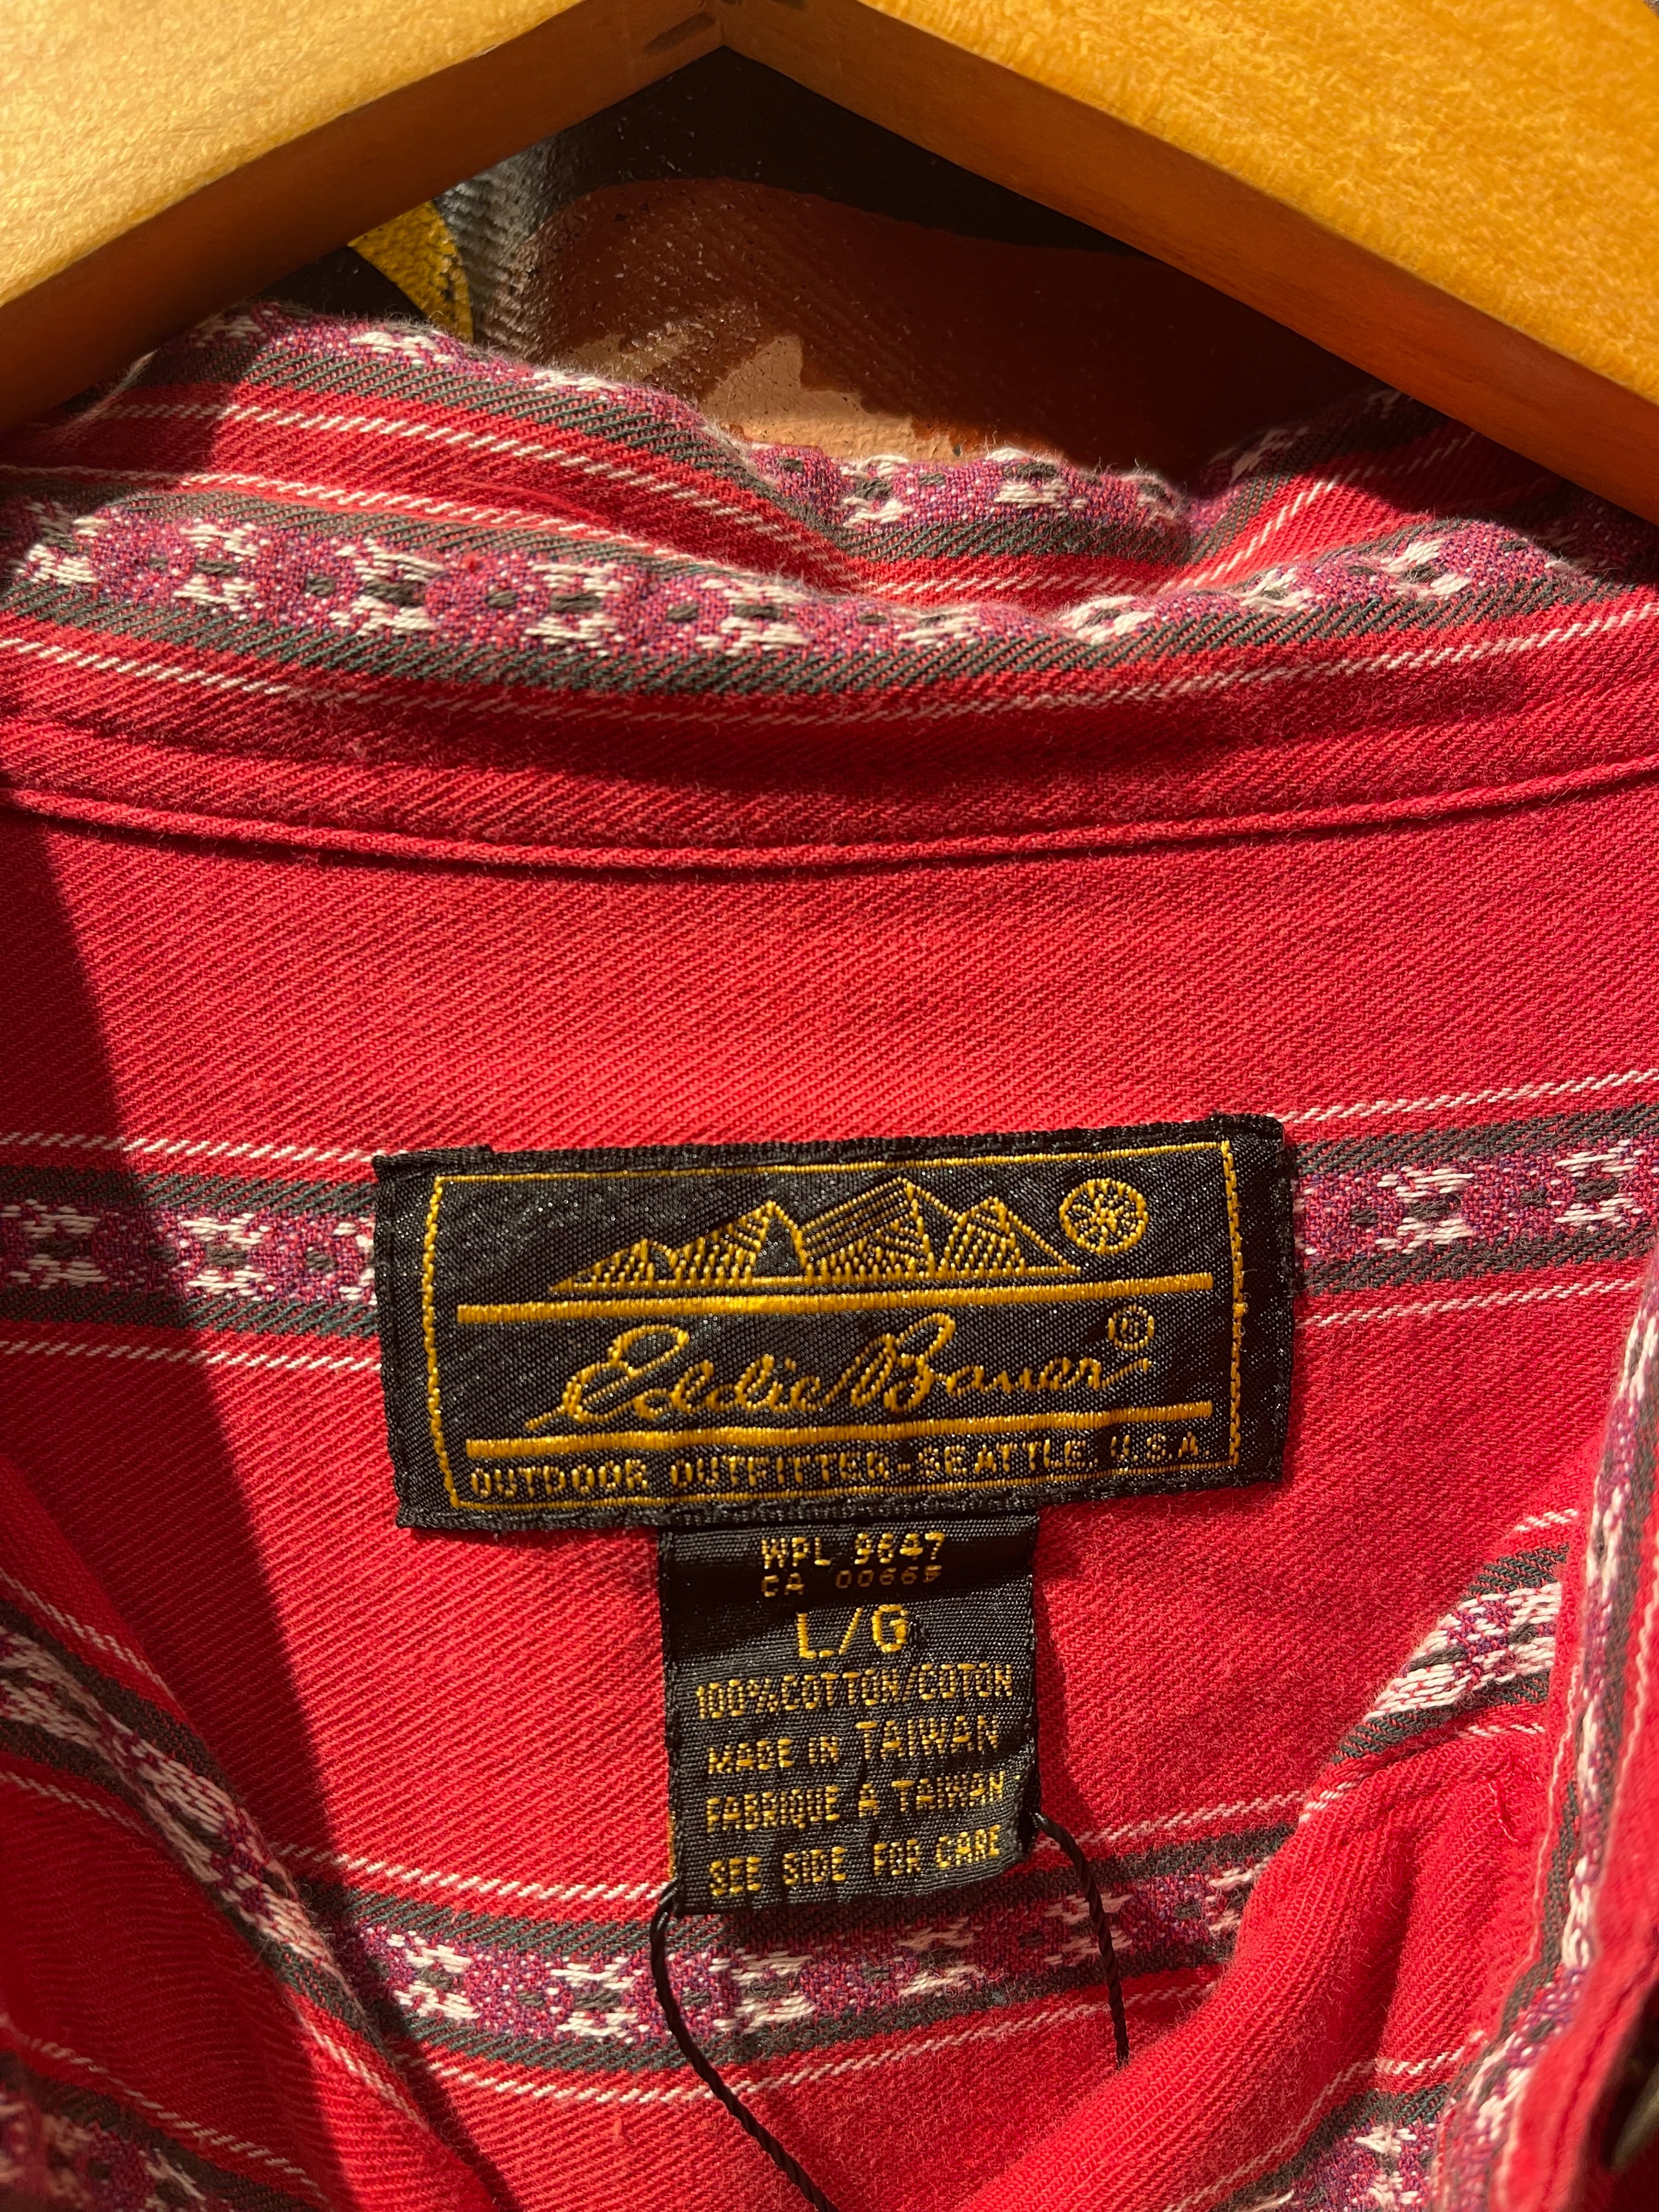 Eddie Bauer®
OUTDOOR OUTFITTER-SEATTLE, U.S.A.
WPL 9647
CA 00665
L/G
100% COTTON/COTON
MADE IN TAIWAN
FABRIQUE A TAIWAN
SEE SIDE FOR CARE